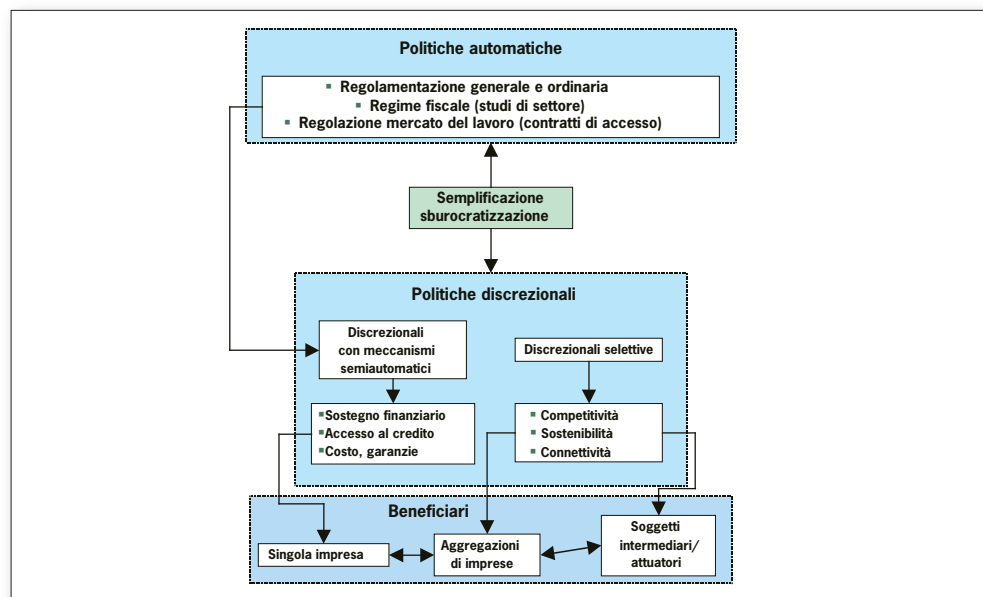 Politiche automatiche
▪ Regolamentazione generale e ordinaria
▪ Regime fiscale (studi di settore)
▪ Regolazione mercato del lavoro (contratti di accesso)
Semplificazione
sburocratizzazione
Politiche discrezionali
Discrezionali
con meccanismi
semiautomatici
Discrezionali selettive
▪Sostegno finanziario
▪Accesso al credito
▪Costo, garanzie
▪ Competitività
▪ Sostenibilità
▪ Connettività
Beneficiari
Singola impresa
Aggregazioni
di imprese
Soggetti
intermediari/
attuatori